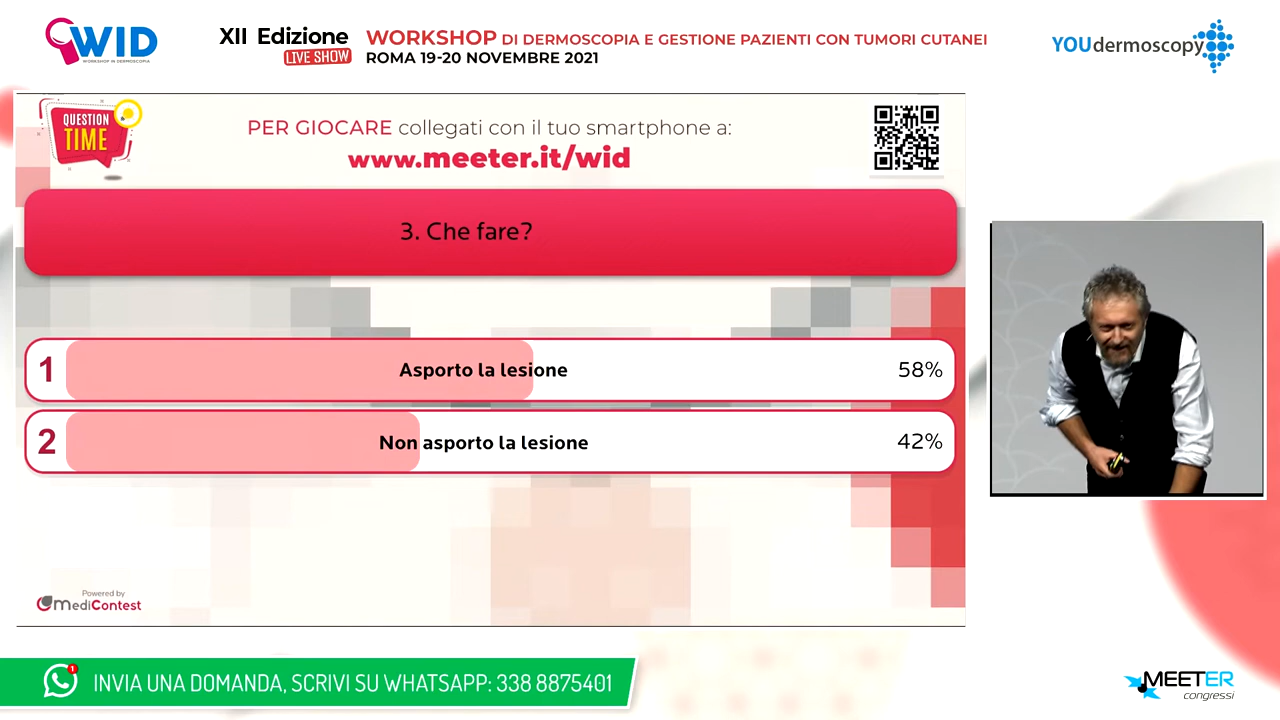 WID
WORKSHOP IN DERMOSCOPIA
XII Edizione
LIVE SHOW
WORKSHOP DI DERMOSCOPIA E GESTIONE PAZIENTI CON TUMORI CUTANEI
ROMA 19-20 NOVEMBRE 2021
YOUdermoscopy
QUESTION
TIME
PER GIOCARE collegati con il tuo smartphone a:
www.meeter.it/wid
3. Che fare?
1 Asporto la lesione 58%
2 Non asporto la lesione 42%
Powered by
mediContest
1
INVIA UNA DOMANDA, SCRIVI SU WHATSAPP: 338 8875401
MEETER
congressi